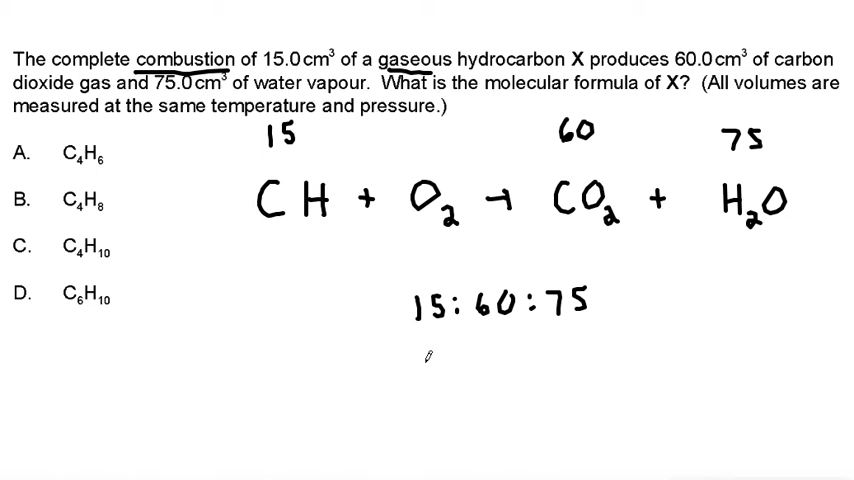 The complete combustion of 15.0 cm³ of a gaseous hydrocarbon X produces 60.0 cm³ of carbon
dioxide gas and 75.0 cm³ of water vapour. What is the molecular formula of X? (All volumes are
measured at the same temperature and pressure.)
15 60 75
A. C₄H₆
CH + O₂ → CO₂ + H₂O
B. C₄H₈
C. C₄H₁₀
D. C₆H₁₀
15:60:75